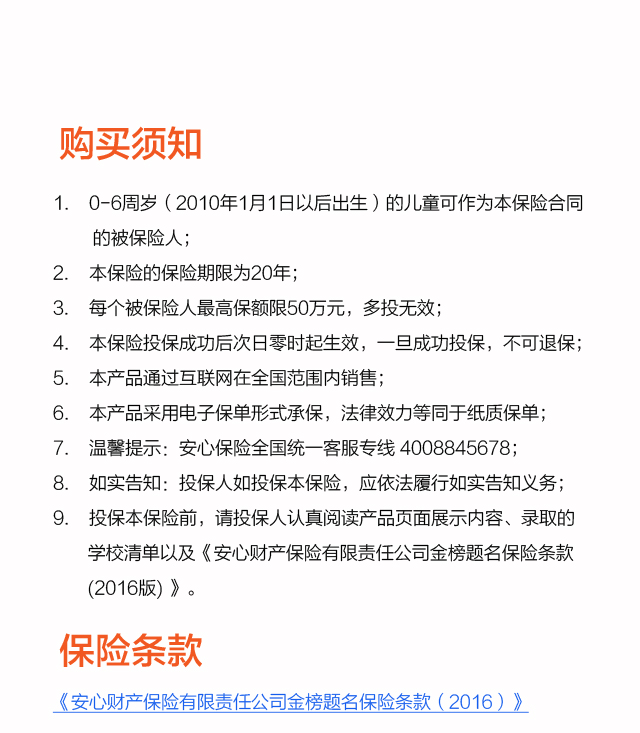 购买须知
1. 0-6周岁（2010年1月1日以后出生）的儿童可作为本保险合同
的被保险人；
2. 本保险的保险期限为20年；
3. 每个被保险人最高保额限50万元，多投无效；
4. 本保险投保成功后次日零时起生效，一旦成功投保，不可退保；
5. 本产品通过互联网在全国范围内销售；
6. 本产品采用电子保单形式承保，法律效力等同于纸质保单；
7. 温馨提示：安心保险全国统一客服专线 4008845678；
8. 如实告知：投保人如投保本保险，应依法履行如实告知义务；
9. 投保本保险前，请投保人认真阅读产品页面展示内容、录取的
学校清单以及《安心财产保险有限责任公司金榜题名保险条款
(2016版) 》。
保险条款
《安心财产保险有限责任公司金榜题名保险条款（2016）》